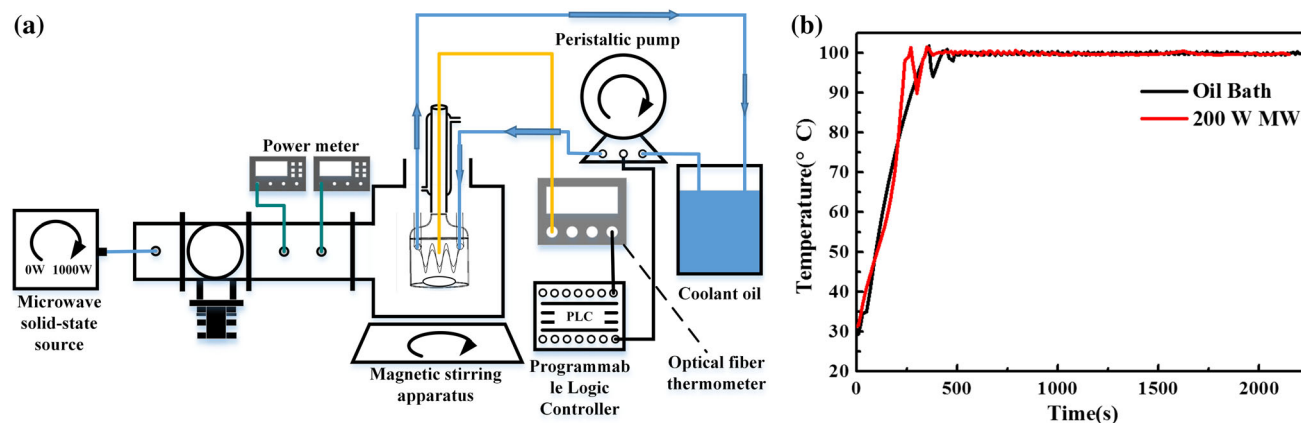 (a)
Peristaltic pump
Power meter
0W 1000W
Microwave
solid-state
source
Magnetic stirring
apparatus
PLC
Programmab
le Logic
Controller
Optical fiber
thermometer
Coolant oil
(b)
Temperature(° C)
100
90
80
70
60
50
40
30
20
Oil Bath
200 W MW
0
500
1000
1500
2000
Time(s)